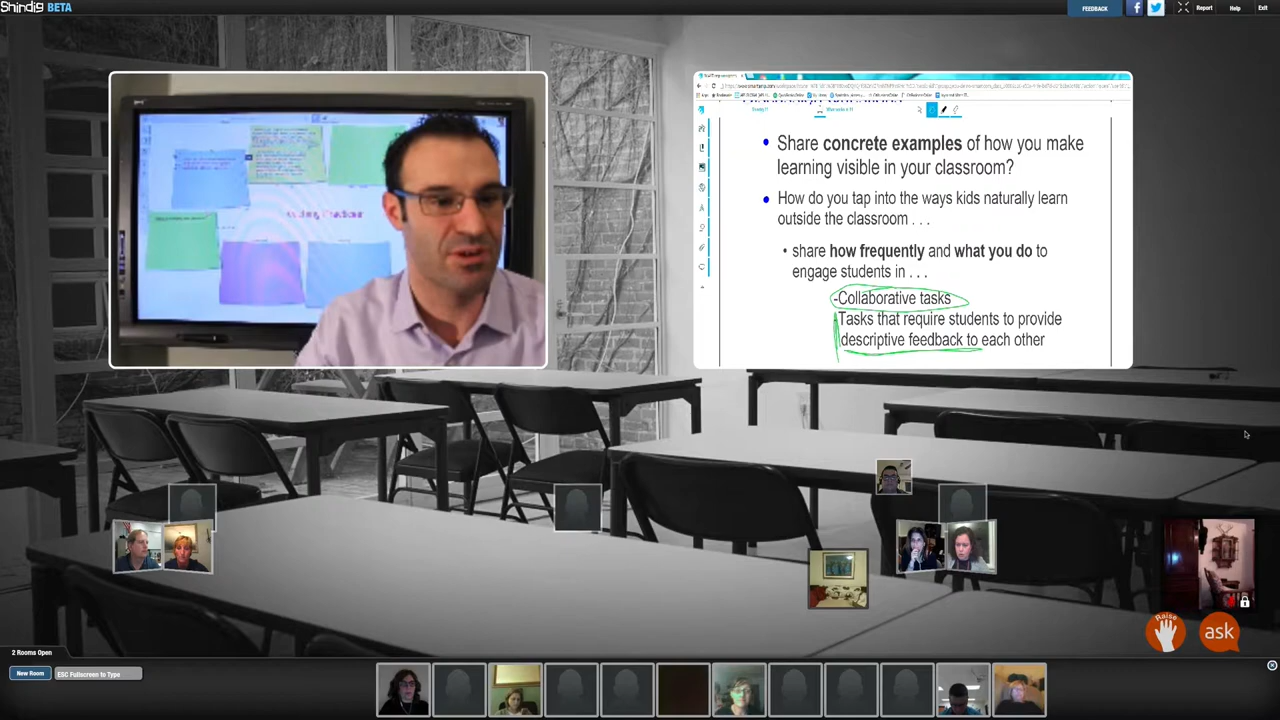 Shindig BETA
FEEDBACK
Report
Help
Exit
Share concrete examples of how you make
learning visible in your classroom?
How do you tap into the ways kids naturally learn
outside the classroom . . .
share how frequently and what you do to
engage students in . . .
-Collaborative tasks
Tasks that require students to provide
descriptive feedback to each other
Raise
ask
2 Rooms Open
New Room
ESC Fullscreen to Type